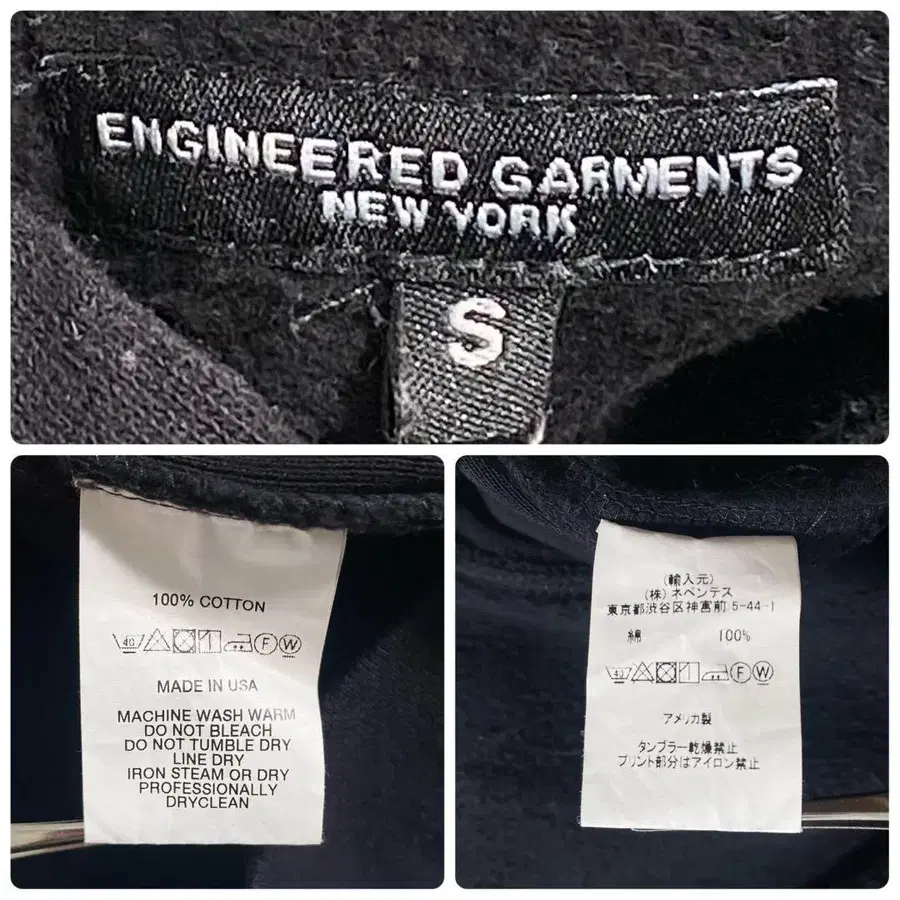 ENGINEERED GARMENTS
NEW YORK
S
100% COTTON
40 F W
MADE IN USA
MACHINE WASH WARM
DO NOT BLEACH
DO NOT TUMBLE DRY
LINE DRY
IRON STEAM OR DRY
PROFESSIONALLY
DRYCLEAN
(輸入元)
(株) ネペンテス
東京都渋谷区神宮前 5-44-1
綿 100%
40 F W
アメリカ製
タンブラー乾燥禁止
プリント部分はアイロン禁止